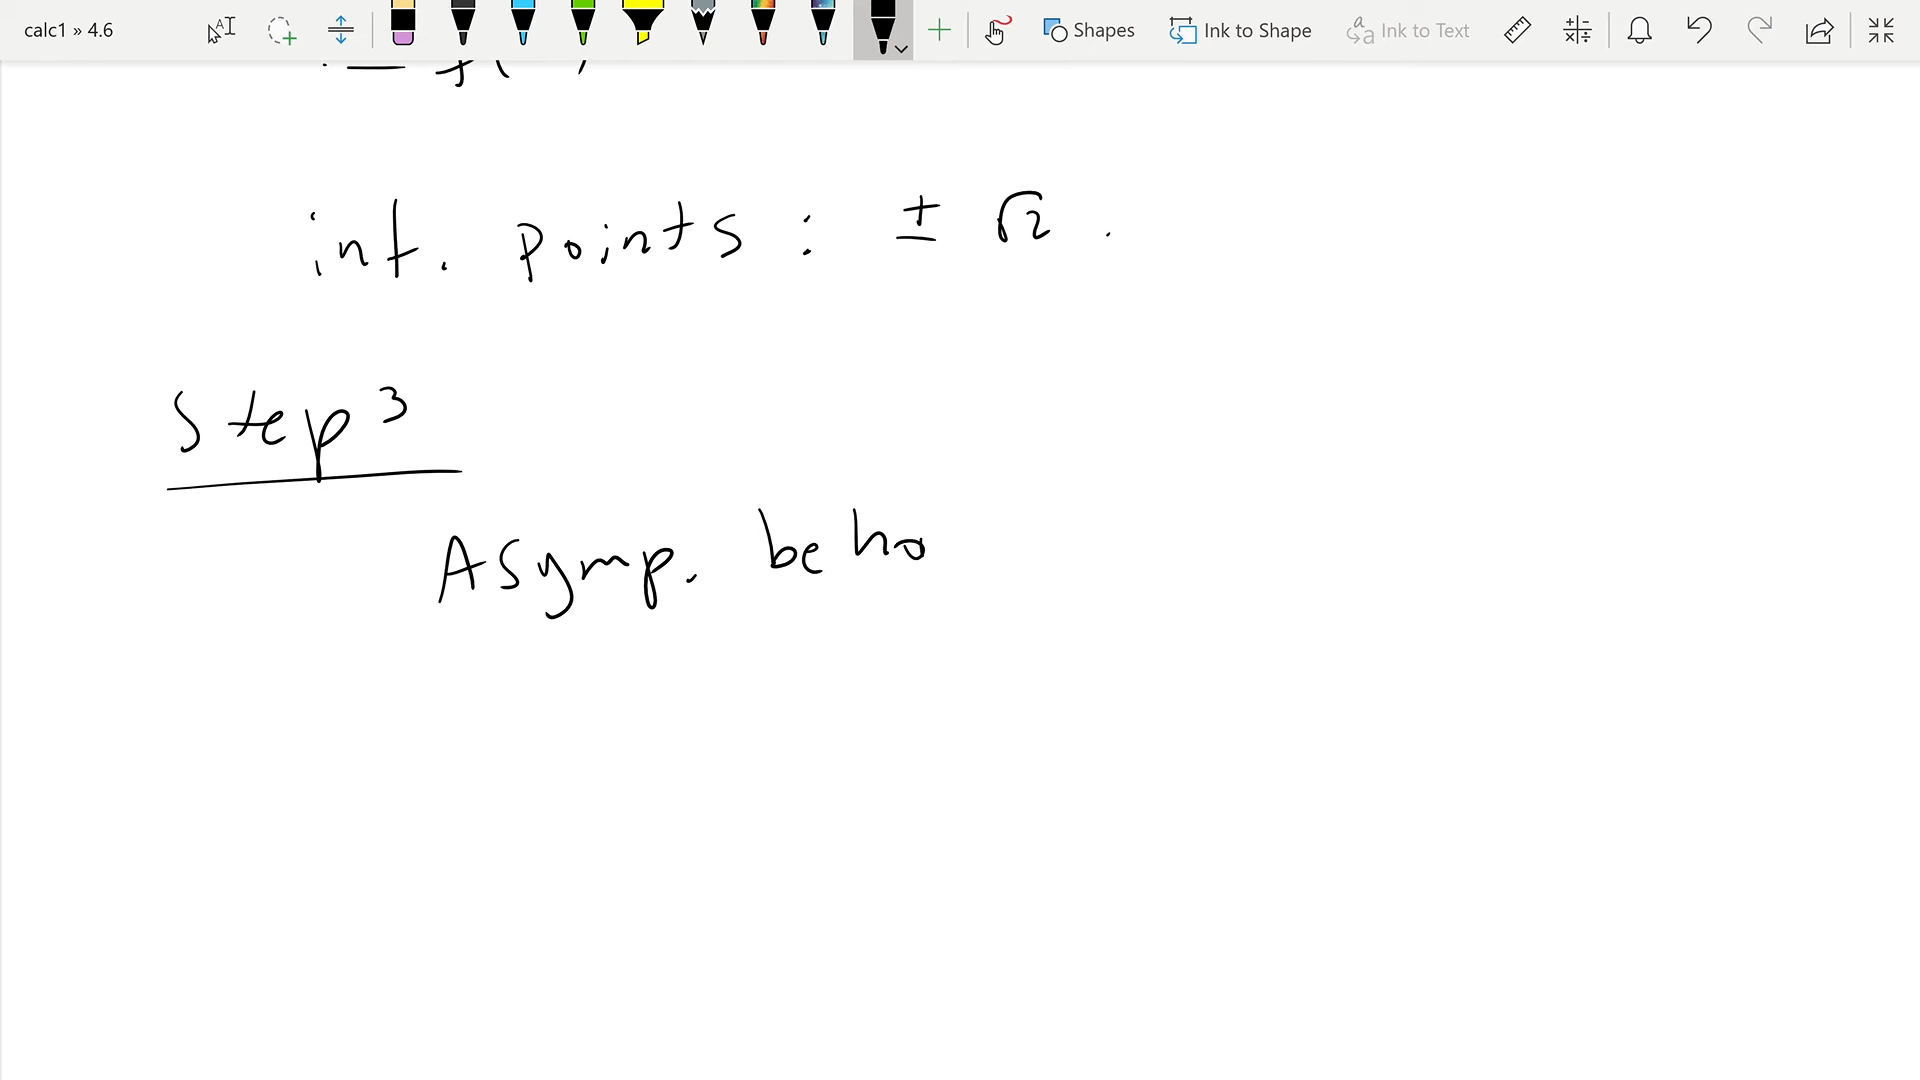 calc1 » 4.6 Shapes Ink to Shape Ink to Text
inf. points : ± √2 .
Step 3
Asymp. beha